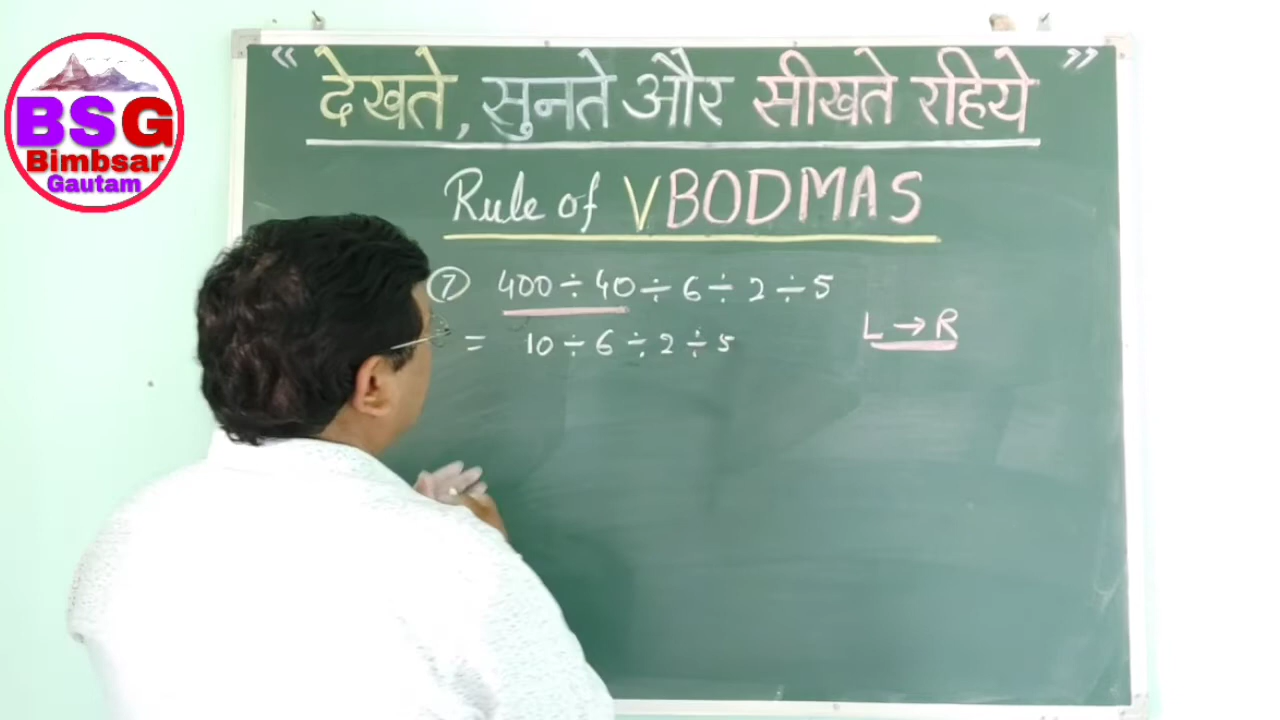 BSG
Bimbsar
Gautam
“ देखते, सुनते और सीखते रहिये ”
Rule of VBODMAS
⑦ 400 ÷ 40 ÷ 6 ÷ 2 ÷ 5
L → R
= 10 ÷ 6 ÷ 2 ÷ 5